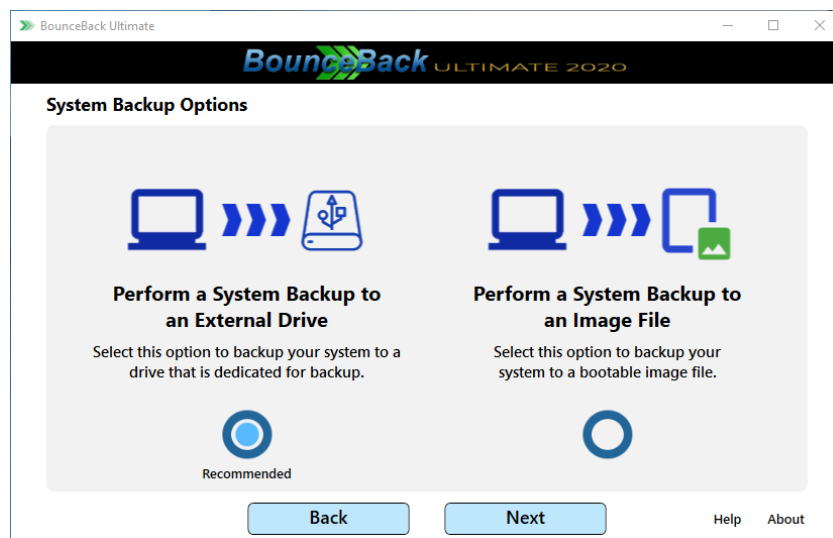 BounceBack Ultimate
BounceBack ULTIMATE 2020
System Backup Options
Perform a System Backup to
an External Drive
Select this option to backup your system to a
drive that is dedicated for backup.
Recommended
Perform a System Backup to
an Image File
Select this option to backup your
system to a bootable image file.
Back
Next
Help
About